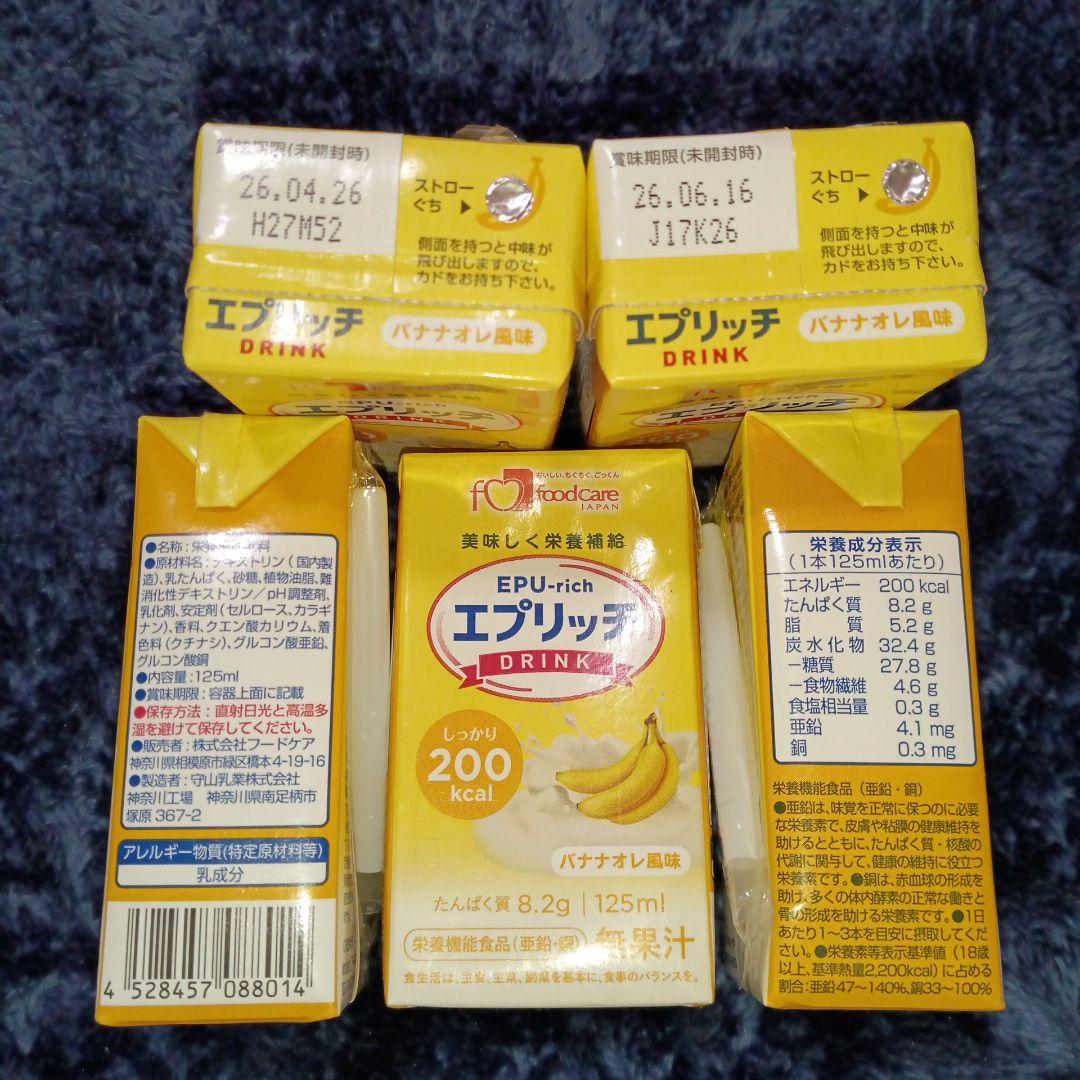 賞味期限(未開封時)
26.04.26
H27M52
ストロー
ぐち ▶
側面を持つと中味が
飛び出しますので、
カドをお持ち下さい。
エプリッチ
DRINK
バナナオレ風味
EPU-rich
エプリッチ
DRINK
賞味期限(未開封時)
26.06.16
J17K26
ストロー
ぐち ▶
側面を持つと中味が
飛び出しますので、
カドをお持ち下さい。
エプリッチ
DRINK
バナナオレ風味
エプリッチ
DRINK
●名称:栄養
●原材料名:デキストリン(国内製
造)、乳たんぱく、砂糖、植物油脂、難
消化性デキストリン/pH調整剤、
乳化剤、安定剤(セルロース、カラギ
ナン)、香料、クエン酸カリウム、着
色料(クチナシ)、グルコン酸亜鉛、
グルコン酸銅
●内容量:125ml
●賞味期限:容器上面に記載
●保存方法:直射日光と高温多
湿を避けて保存してください。
●販売者:株式会社フードケア
神奈川県相模原市緑区橋本4-19-16
●製造者:守山乳業株式会社
神奈川工場 神奈川県南足柄市
塚原 367-2
アレルギー物質(特定原材料等)
乳成分
4 528457 088014
おいしい、もぐもぐ、ごっくん
foodcare
JAPAN
美味しく栄養補給
EPU-rich
エプリッチ
DRINK
しっかり
200
kcal
バナナオレ風味
たんぱく質 8.2g | 125ml
栄養機能食品(亜鉛・銅) 無果汁
食生活は、主食、主菜、副菜を基本に、食事のバランスを。
栄養成分表示
(1本125mlあたり)
エネルギー 200 kcal
たんぱく質 8.2 g
脂質 5.2 g
炭水化物 32.4 g
−糖質 27.8 g
−食物繊維 4.6 g
食塩相当量 0.3 g
亜鉛 4.1 mg
銅 0.3 mg
栄養機能食品(亜鉛・銅)
●亜鉛は、味覚を正常に保つのに必要
な栄養素で、皮膚や粘膜の健康維持を
助けるとともに、たんぱく質・核酸の
代謝に関与して、健康の維持に役立つ
栄養素です。●銅は、赤血球の形成を
助け、多くの体内酵素の正常な働きと
骨の形成を助ける栄養素です。●1日
あたり1〜3本を目安に摂取してくだ
さい。●栄養素等表示基準値(18歳
以上、基準熱量2,200kcal)に占める
割合:亜鉛47〜140%、銅33〜100%